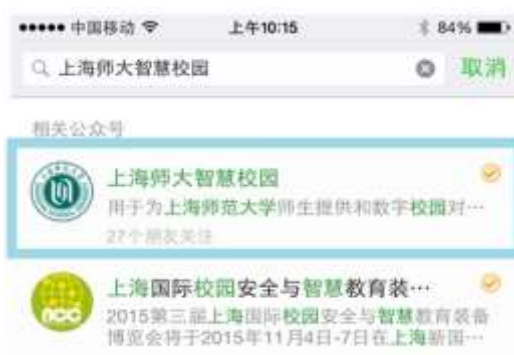 中国移动 上午10:15 84%
上海师大智慧校园 取消
相关公众号
上海师大智慧校园
用于为上海师范大学师生提供和数字校园对…
27个朋友关注
上海国际校园安全与智慧教育装…
2015第三届上海国际校园安全与智慧教育装备
博览会将于2015年11月4日-7日在上海新国…